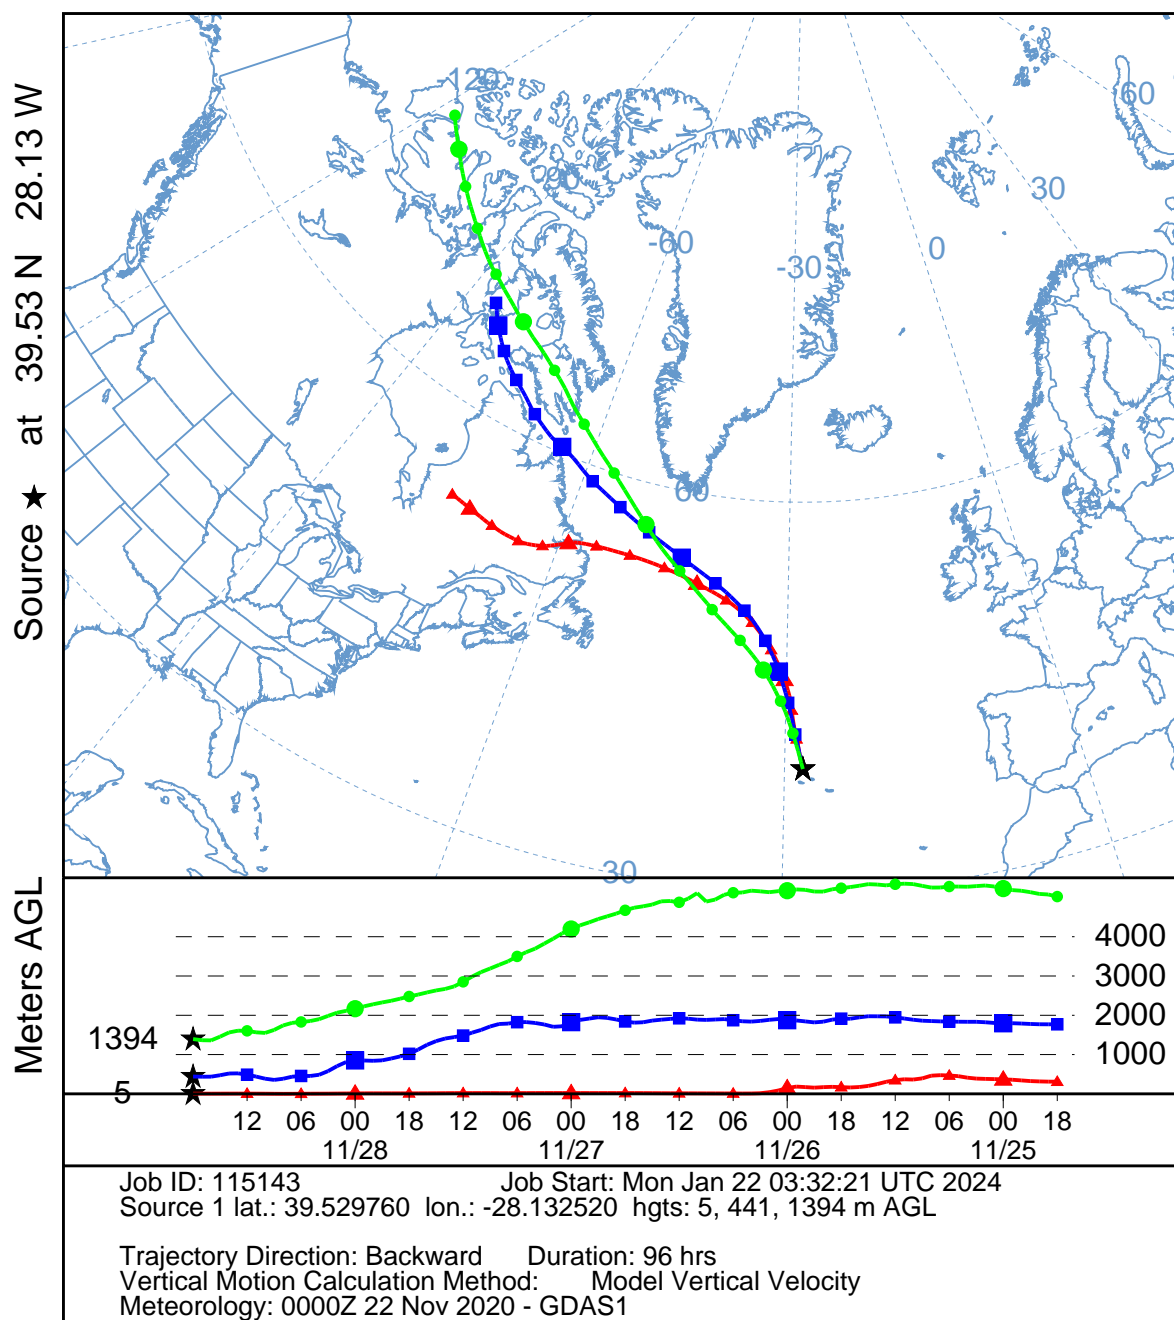 Source ★ at 39.53 N 28.13 W
-120
-90
-60
-30
0
30
60
60
30
Meters AGL
4000
3000
2000
1000
1394
5
12 06 00 18 12 06 00 18 12 06 00 18 12 06 00 18
11/28 11/27 11/26 11/25
Job ID: 115143 Job Start: Mon Jan 22 03:32:21 UTC 2024
Source 1 lat.: 39.529760 lon.: -28.132520 hgts: 5, 441, 1394 m AGL
Trajectory Direction: Backward Duration: 96 hrs
Vertical Motion Calculation Method: Model Vertical Velocity
Meteorology: 0000Z 22 Nov 2020 - GDAS1